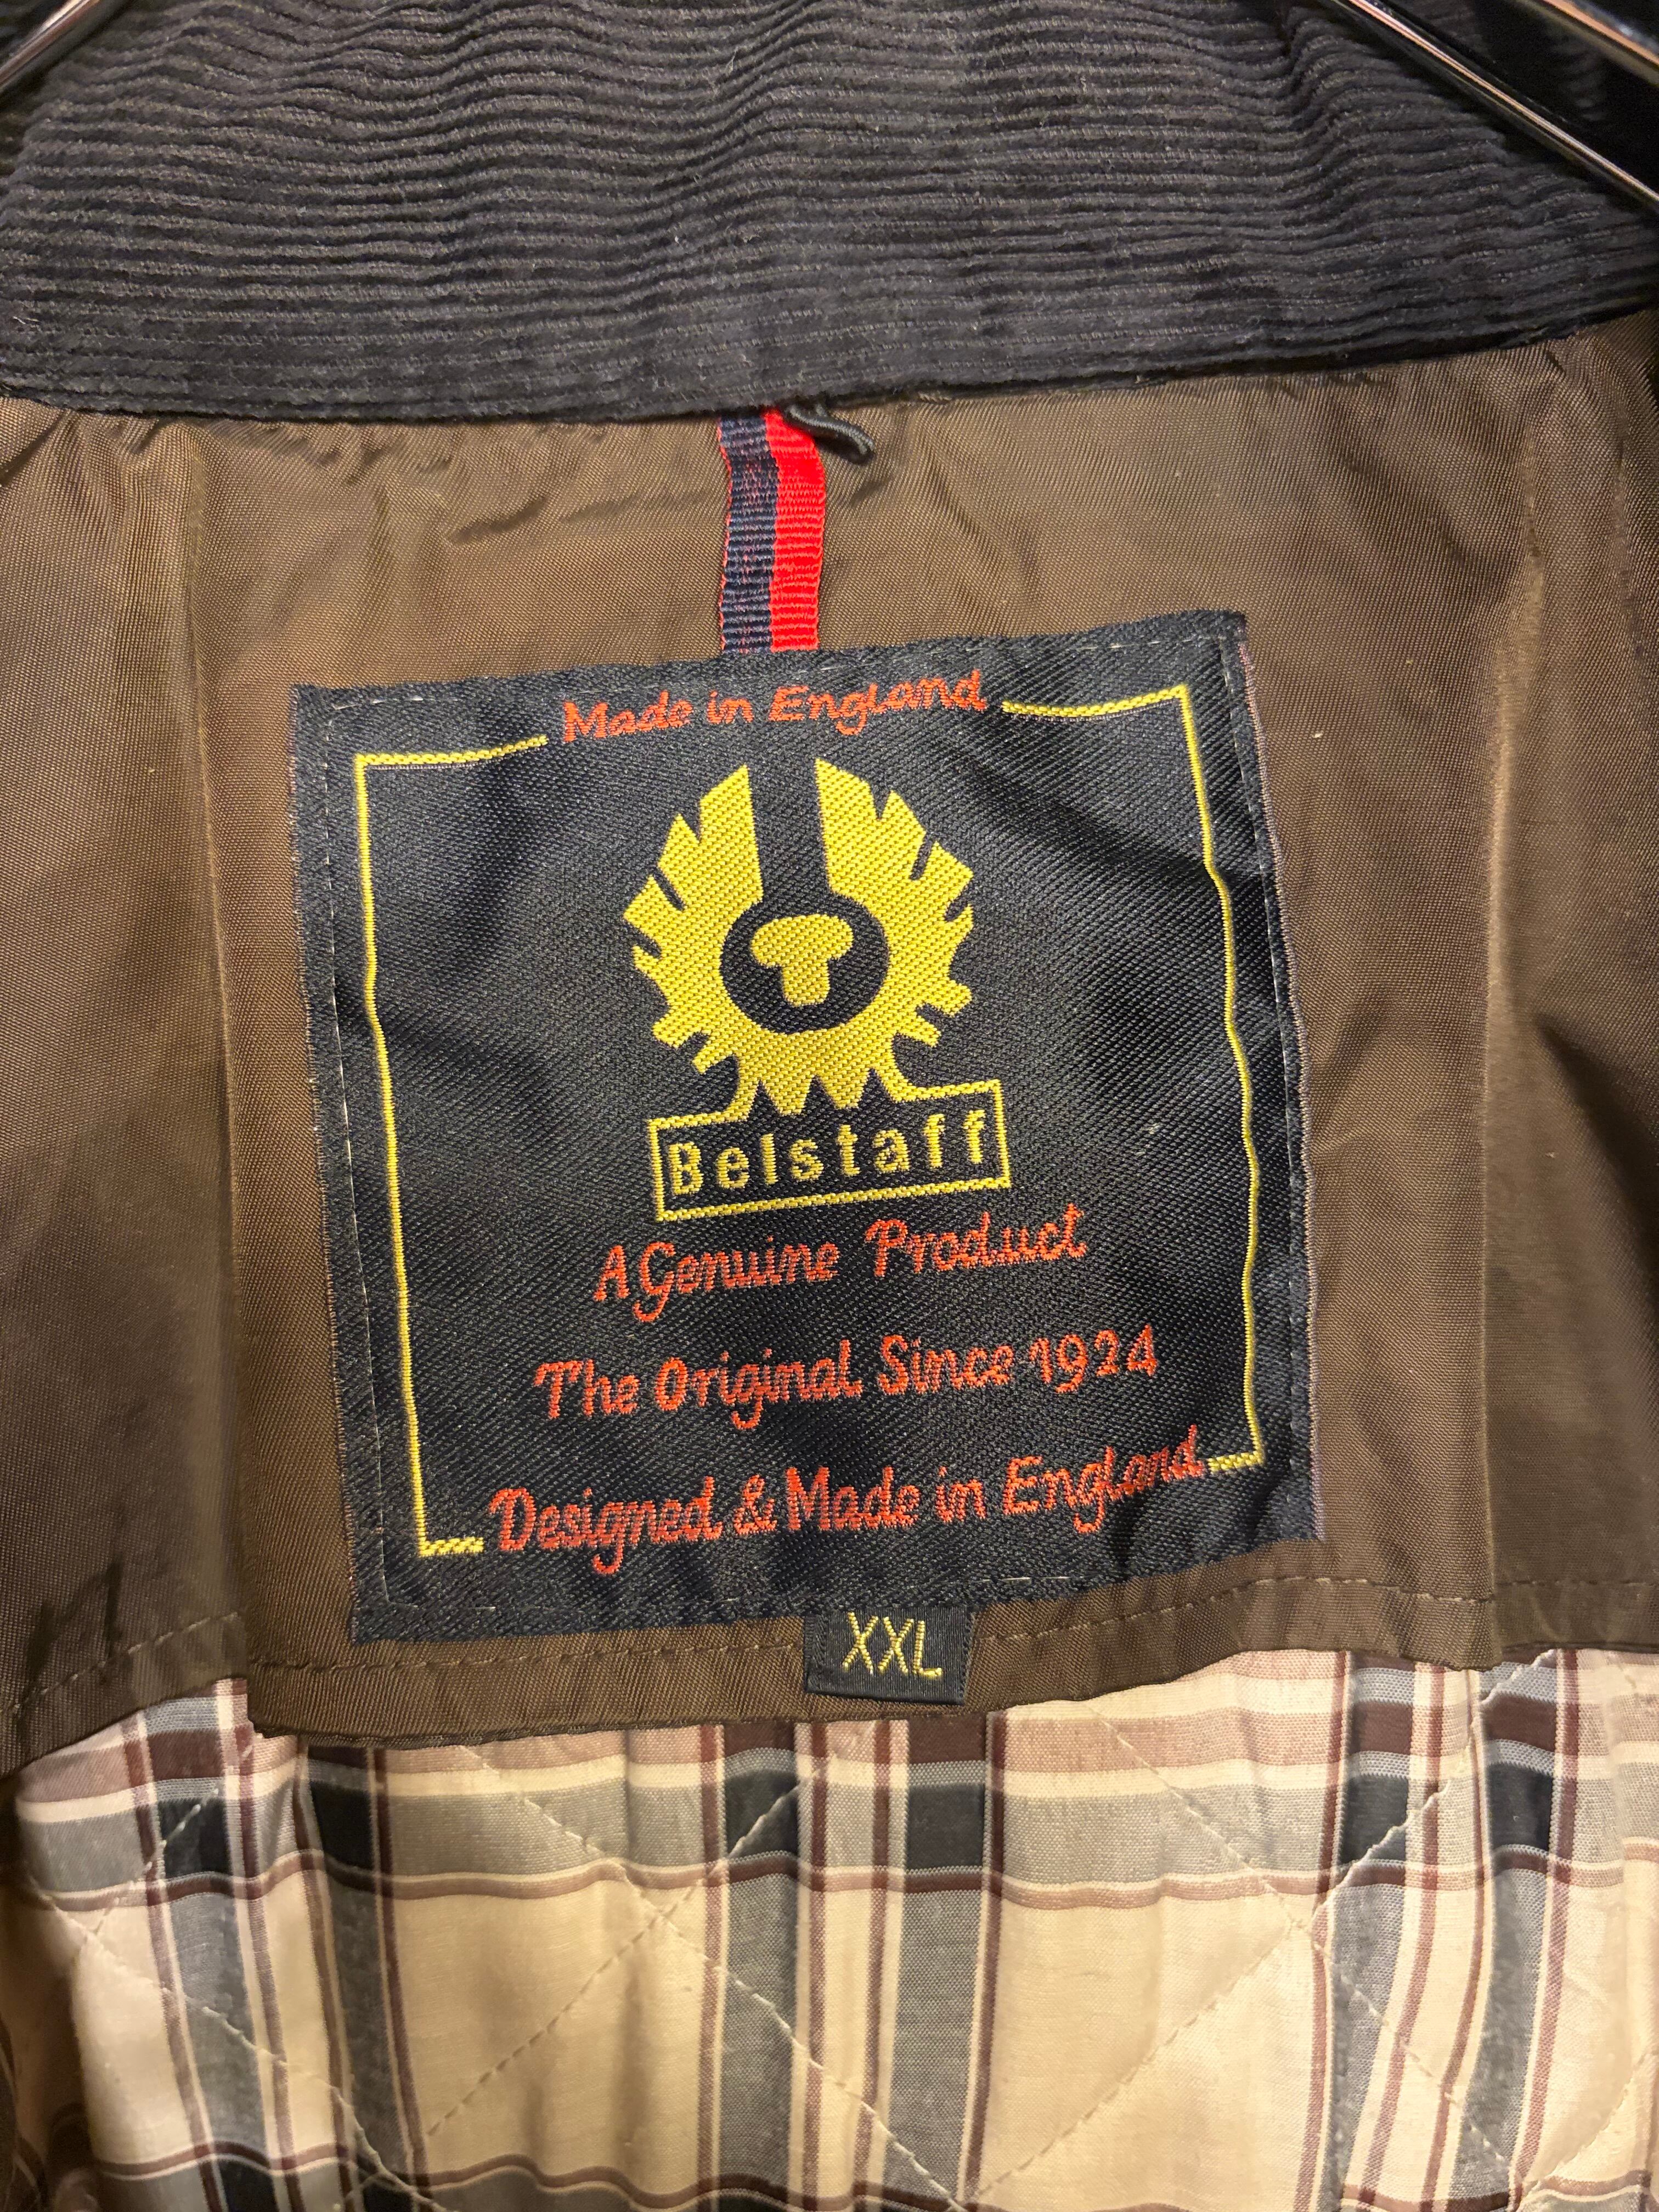 Made in England
Belstaff
A Genuine Product
The Original Since 1924
Designed & Made in England
XXL